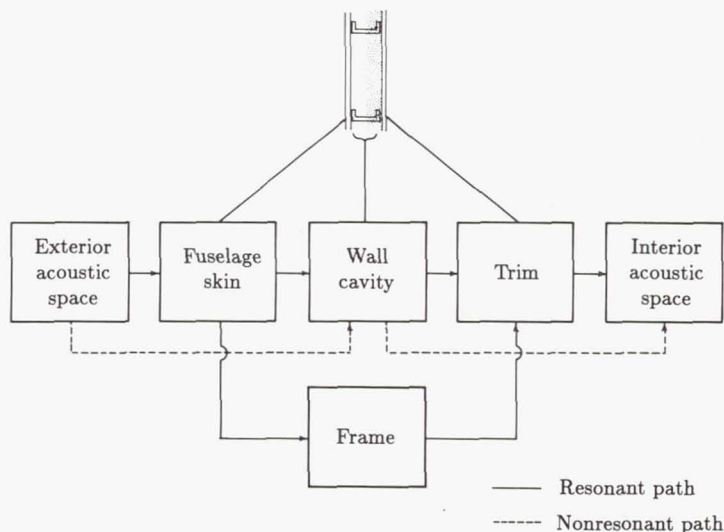 Exterior
acoustic
space
Fuselage
skin
Wall
cavity
Trim
Interior
acoustic
space
Frame
Resonant path
Nonresonant path